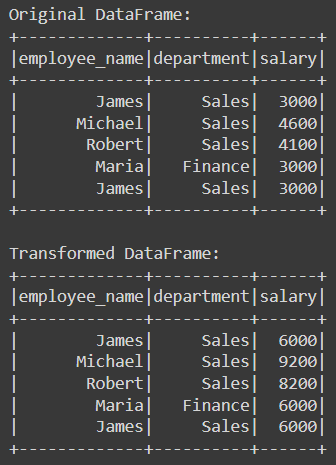 Original DataFrame:
+-------------+----------+------+
|employee_name|department|salary|
+-------------+----------+------+
|        James|     Sales|  3000|
|      Michael|     Sales|  4600|
|       Robert|     Sales|  4100|
|        Maria|   Finance|  3000|
|        James|     Sales|  3000|
+-------------+----------+------+

Transformed DataFrame:
+-------------+----------+------+
|employee_name|department|salary|
+-------------+----------+------+
|        James|     Sales|  6000|
|      Michael|     Sales|  9200|
|       Robert|     Sales|  8200|
|        Maria|   Finance|  6000|
|        James|     Sales|  6000|
+-------------+----------+------+